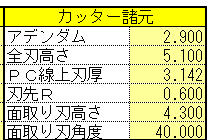 カッター諸元
アデンダム 2.900
全刃高さ 5.100
ＰＣ線上刃厚 3.142
刃先Ｒ 0.600
面取り刃高さ 4.300
面取り刃角度 40.000